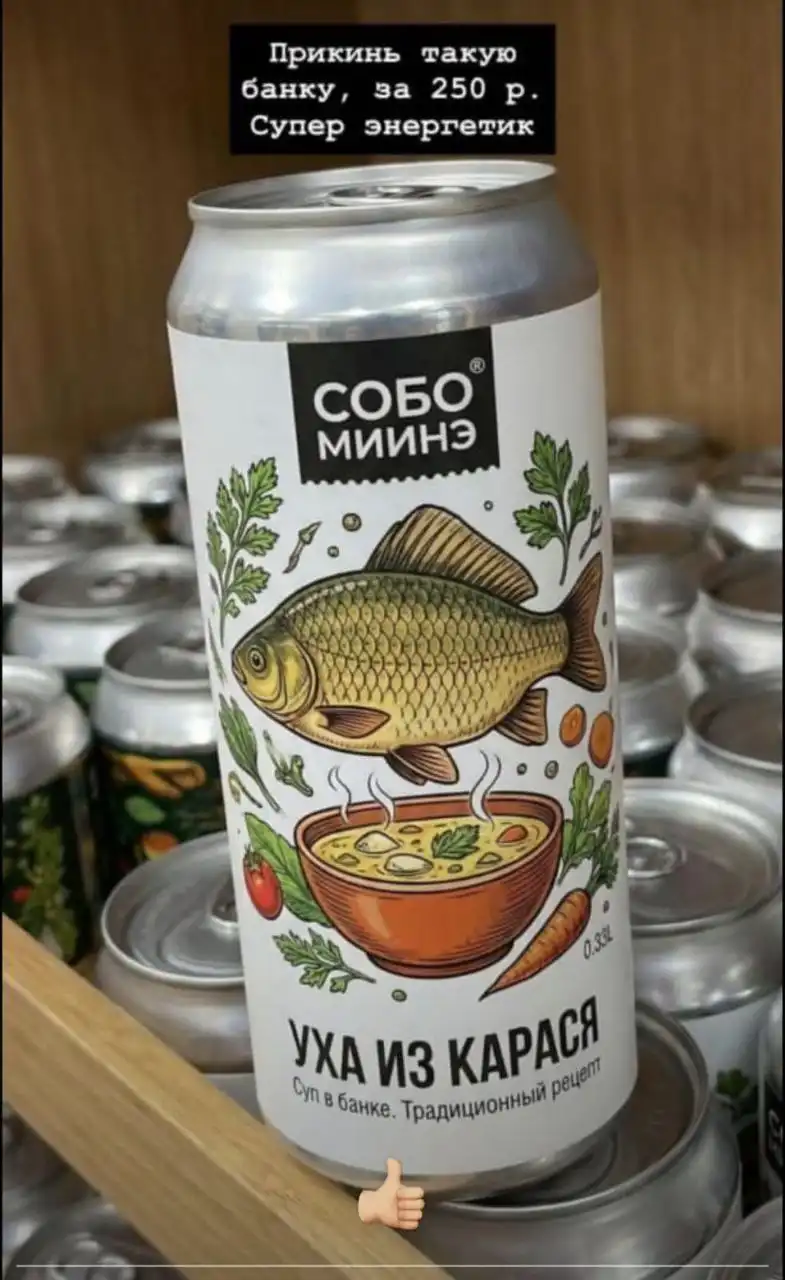 Прикинь такую
банку, за 250 р.
Супер энергетик
СОБО®
МИИНЭ
0.33L
УХА ИЗ КАРАСЯ
Суп в банке. Традиционный рецепт